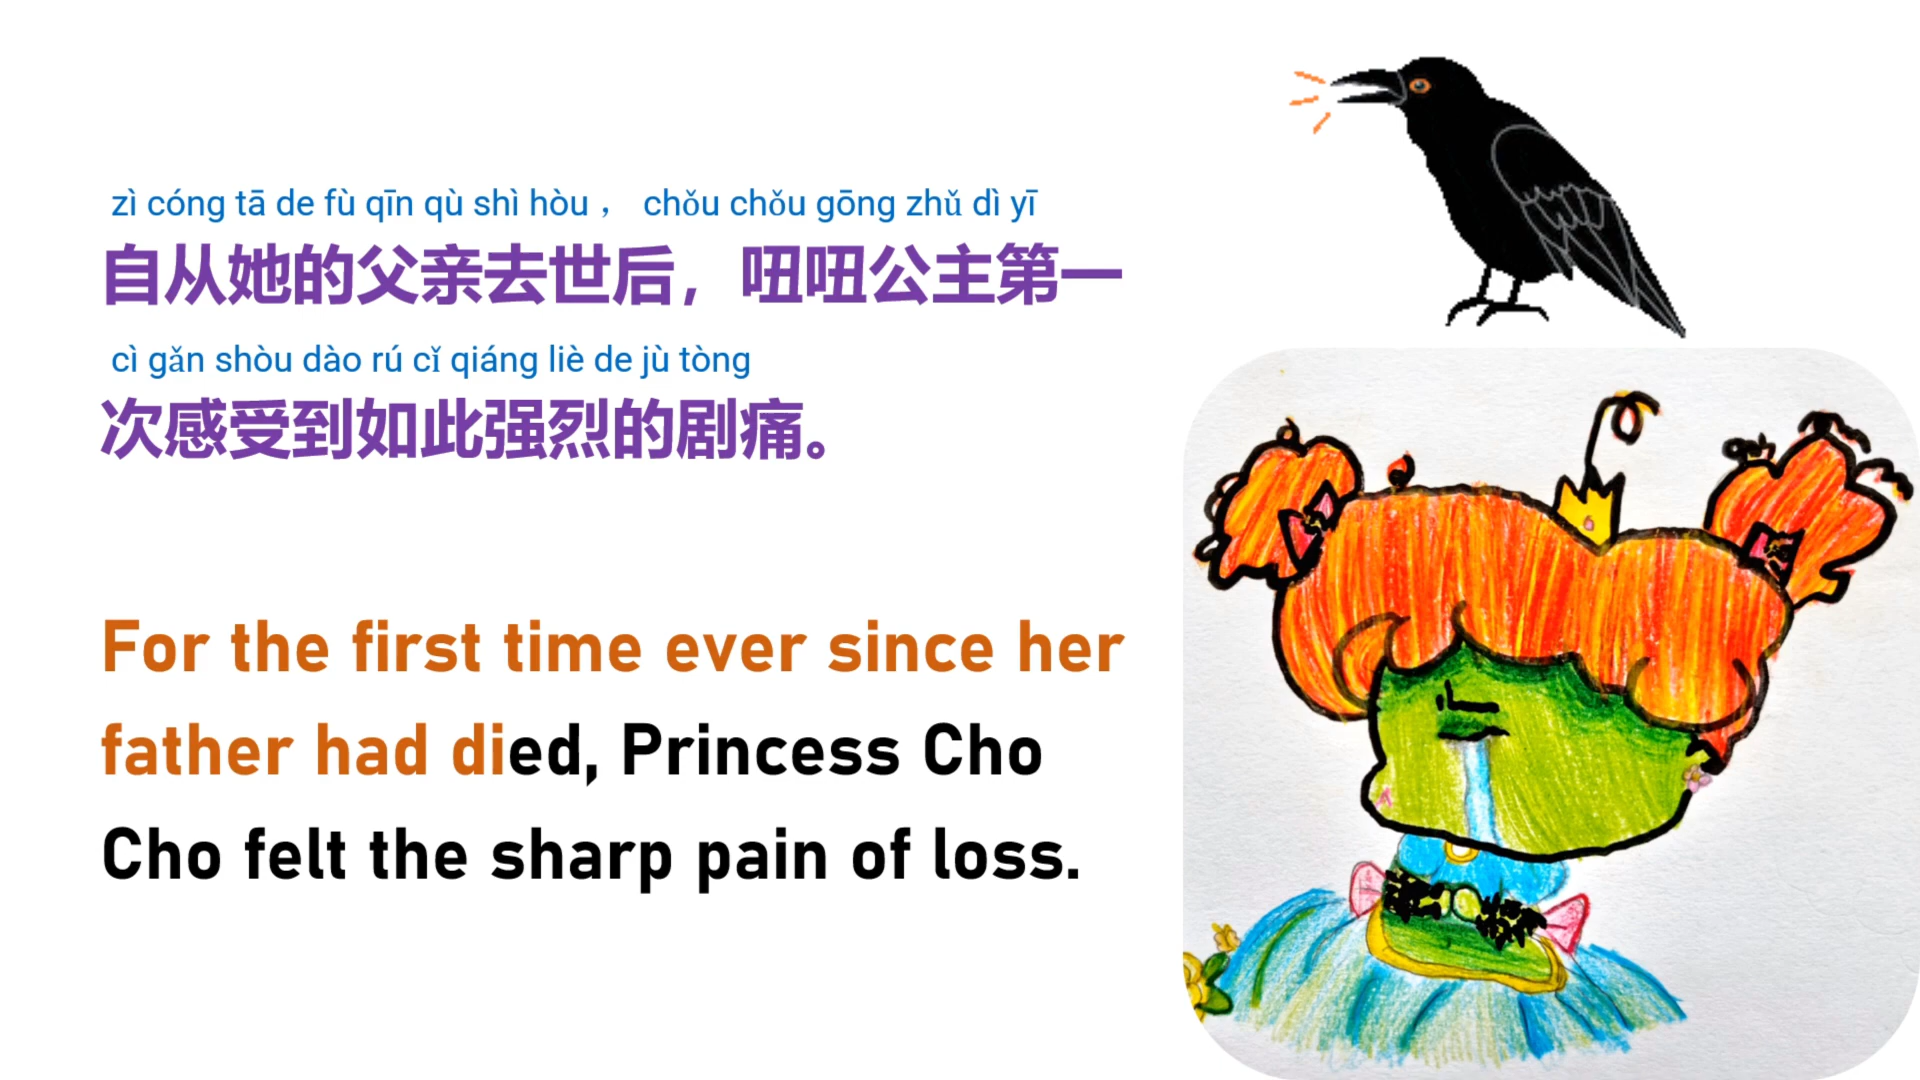 zì cóng tā de fù qīn qù shì hòu， chǒu chǒu gōng zhǔ dì yī
自从她的父亲去世后，吜吜公主第一
cì gǎn shòu dào rú cǐ qiáng liè de jù tòng
次感受到如此强烈的剧痛。
For the first time ever since her
father had died, Princess Cho
Cho felt the sharp pain of loss.